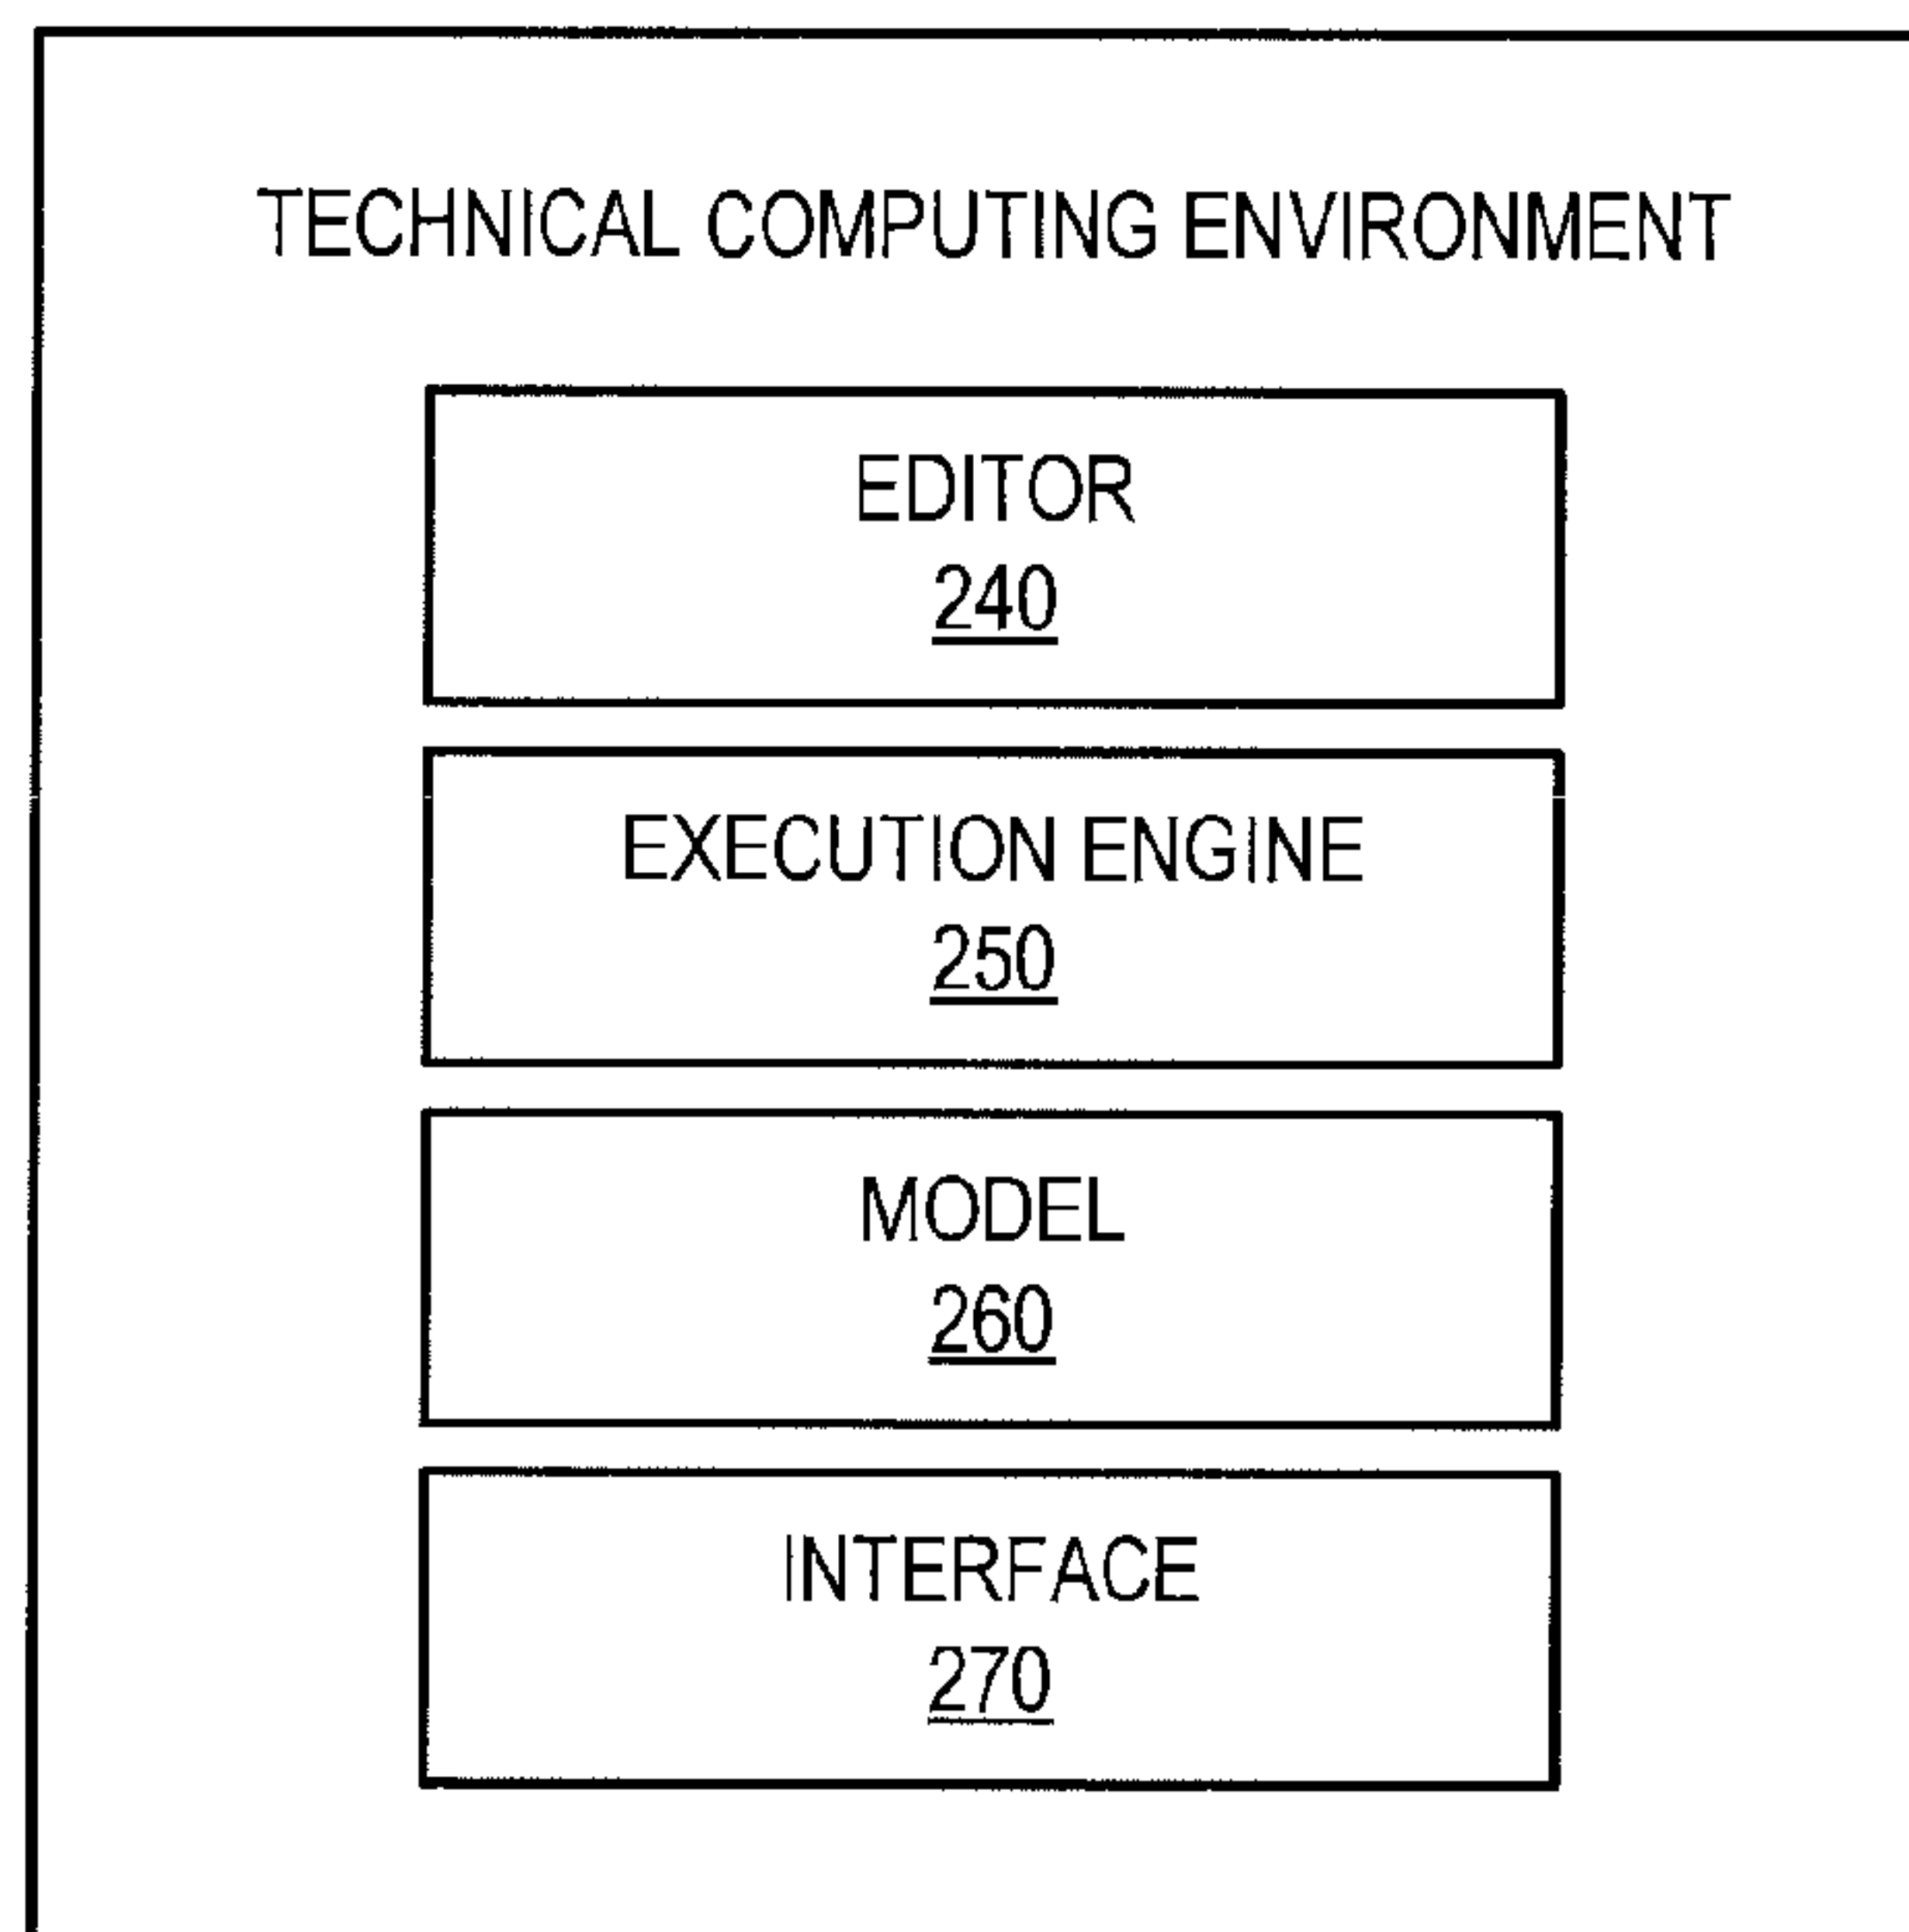 TECHNICAL COMPUTING ENVIRONMENT
EDITOR
240
EXECUTION ENGINE
250
MODEL
260
INTERFACE
270